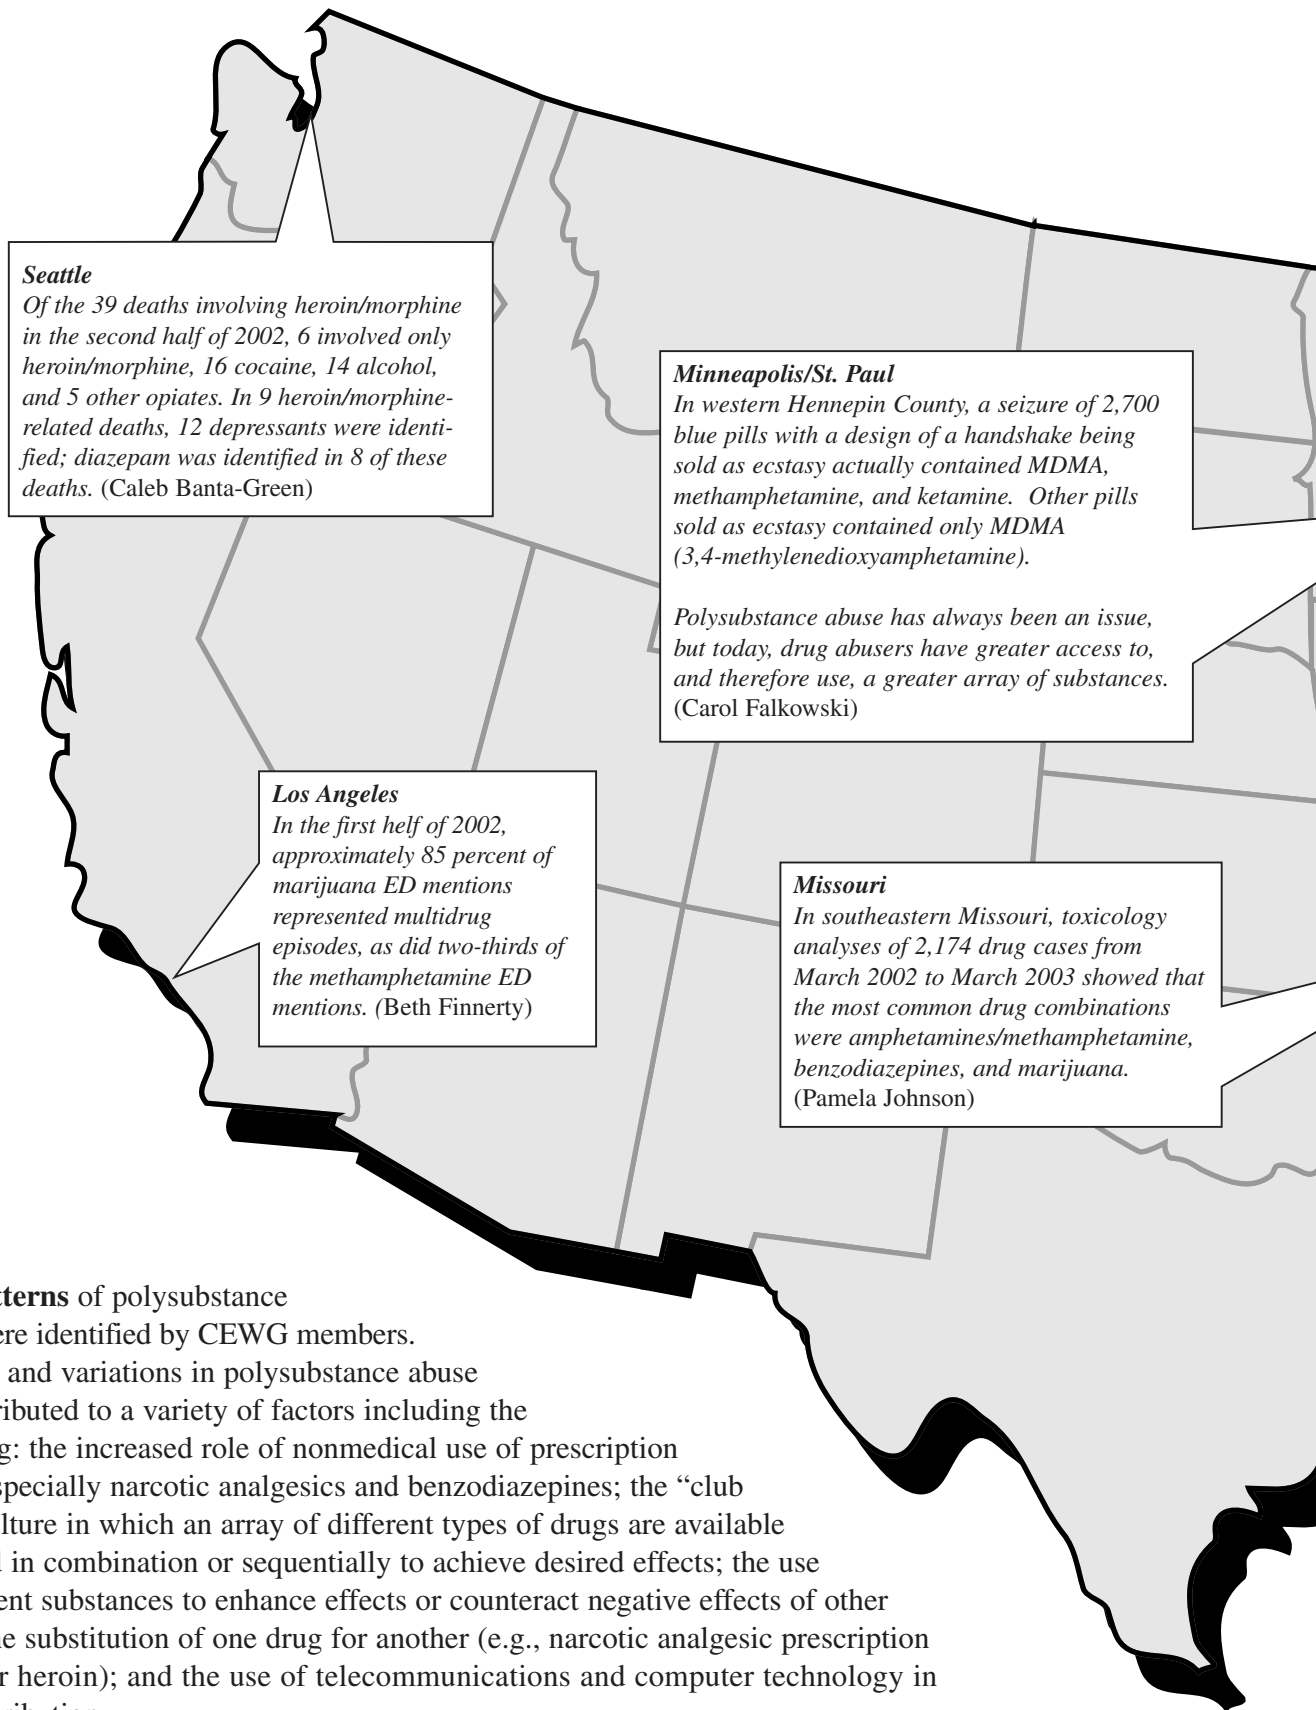 Seattle
Of the 39 deaths involving heroin/morphine
in the second half of 2002, 6 involved only
heroin/morphine, 16 cocaine, 14 alcohol,
and 5 other opiates. In 9 heroin/morphine-
related deaths, 12 depressants were identi-
fied; diazepam was identified in 8 of these
deaths. (Caleb Banta-Green)
Minneapolis/St. Paul
In western Hennepin County, a seizure of 2,700
blue pills with a design of a handshake being
sold as ecstasy actually contained MDMA,
methamphetamine, and ketamine.  Other pills
sold as ecstasy contained only MDMA
(3,4-methylenedioxyamphetamine).
Polysubstance abuse has always been an issue,
but today, drug abusers have greater access to,
and therefore use, a greater array of substances.
(Carol Falkowski)
Los Angeles
In the first helf of 2002,
approximately 85 percent of
marijuana ED mentions
represented multidrug
episodes, as did two-thirds of
the methamphetamine ED
mentions. (Beth Finnerty)
Missouri
In southeastern Missouri, toxicology
analyses of 2,174 drug cases from
March 2002 to March 2003 showed that
the most common drug combinations
were amphetamines/methamphetamine,
benzodiazepines, and marijuana.
(Pamela Johnson)
tterns of polysubstance
ere identified by CEWG members.
and variations in polysubstance abuse
ributed to a variety of factors including the
g: the increased role of nonmedical use of prescription
specially narcotic analgesics and benzodiazepines; the “club
lture in which an array of different types of drugs are available
d in combination or sequentially to achieve desired effects; the use
ent substances to enhance effects or counteract negative effects of other
ne substitution of one drug for another (e.g., narcotic analgesic prescription
r heroin); and the use of telecommunications and computer technology in